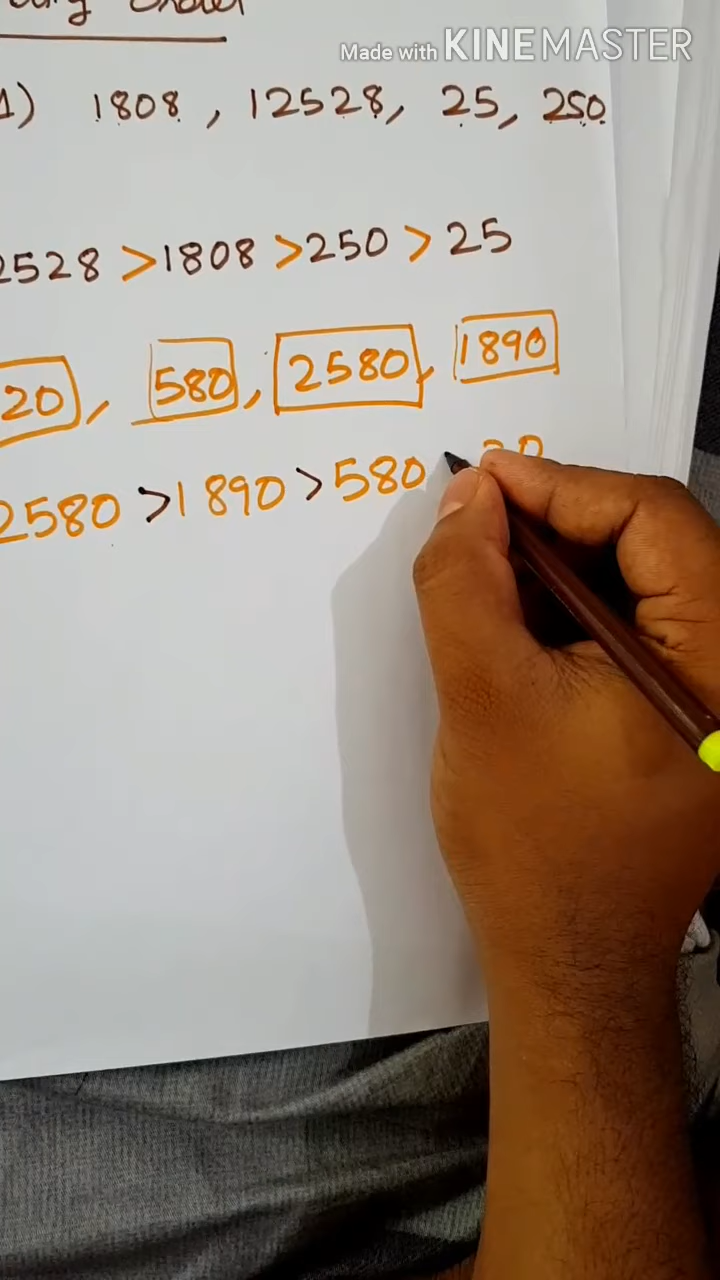 Made with KINEMASTER
1) 1808 , 12528, 25, 250
2528 > 1808 > 250 > 25
20 , 580 , 2580 , 1890
2580 > 1890 > 580 20